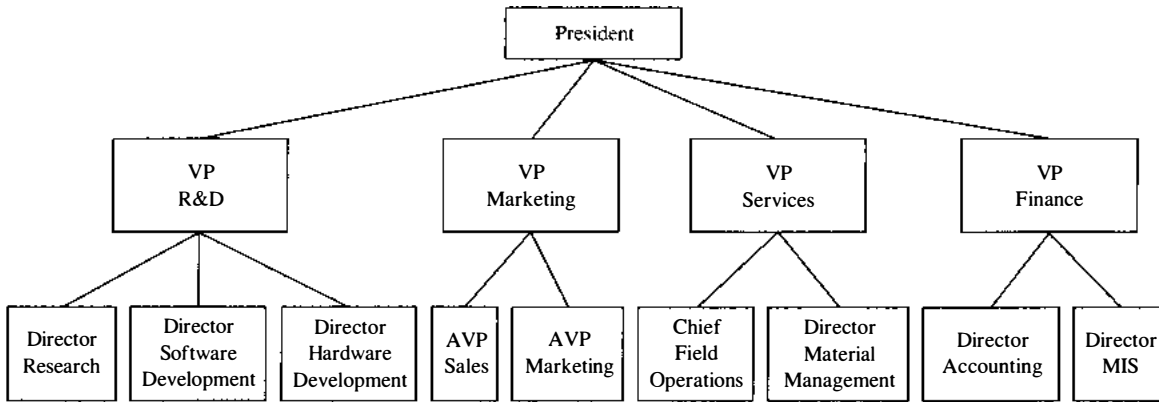 President
VP
R&D
VP
Marketing
VP
Services
VP
Finance
Director
Research
Director
Software
Development
Director
Hardware
Development
AVP
Sales
AVP
Marketing
Chief
Field
Operations
Director
Material
Management
Director
Accounting
Director
MIS